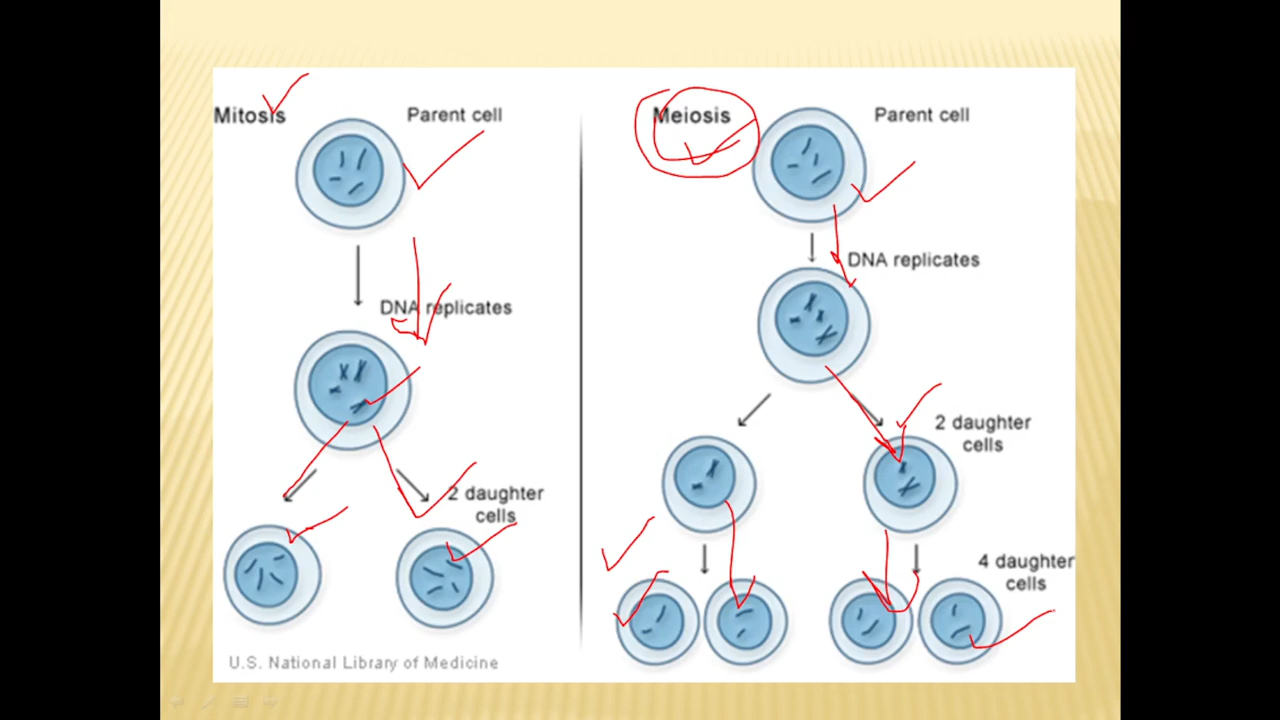 Mitosis
Parent cell
DNA replicates
2 daughter
cells
Meiosis
Parent cell
DNA replicates
2 daughter
cells
4 daughter
cells
U.S. National Library of Medicine